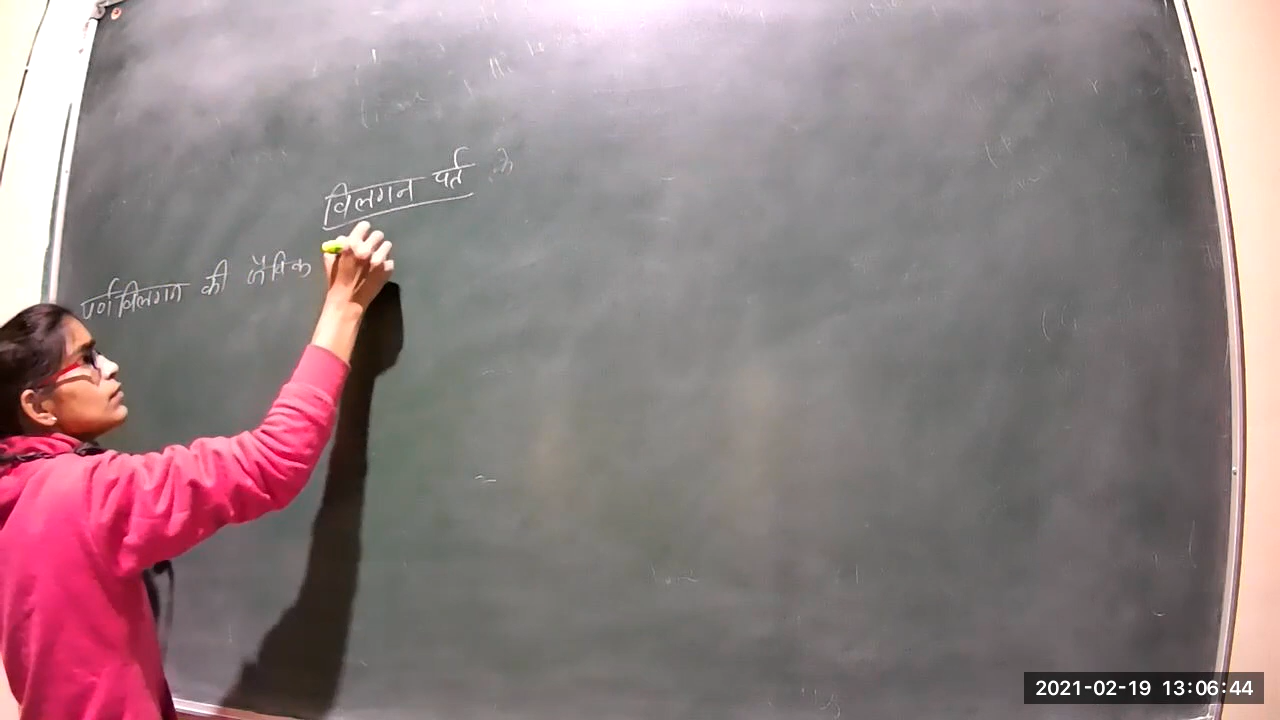 विलगन पर्त
पर्ण विलगन की जैविक
2021-02-19 13:06:44